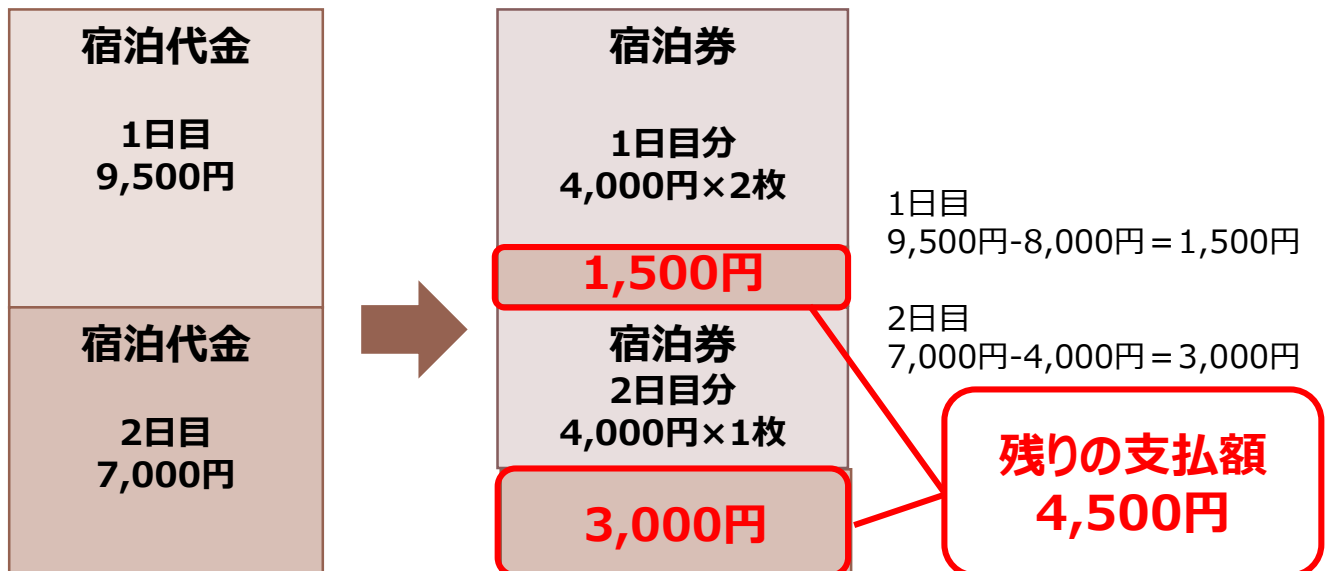 宿泊代金
1日目
9,500円
宿泊代金
2日目
7,000円
宿泊券
1日目分
4,000円×2枚
1,500円
宿泊券
2日目分
4,000円×1枚
3,000円
1日目
9,500円-8,000円＝1,500円
2日目
7,000円-4,000円＝3,000円
残りの支払額
4,500円